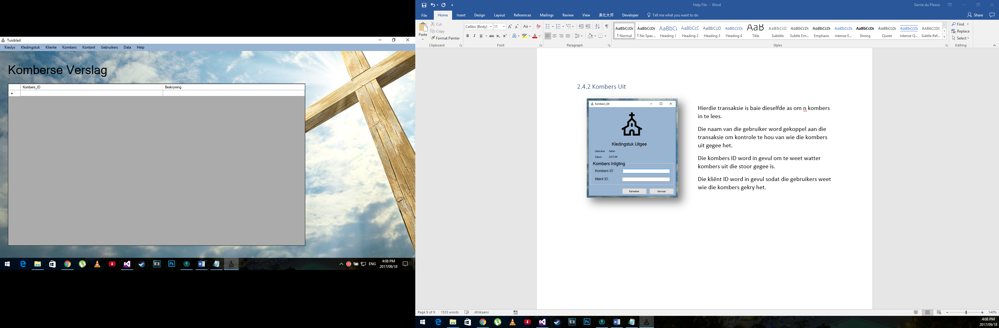 Tuisblad
Kieslys Kledingstuk Kliente Kombers Kontant Gebruikers Data Help
Komberse Verslag
Kombers_ID Beskrywing
ENG
4:08 PM
2017/09/18
Help File - Word
Gerrie du Plessis
File Home Insert Design Layout References Mailings Review View 美化大师 Developer Tell me what you want to do
Share
Paste
Cut
Copy
Format Painter
Clipboard
Calibri (Body) 11
Font
Paragraph
AaBbCcDc AaBbCcDc AaBbCc AaBbCcE AaBbCcD AaBbCcDc AaB AaBbCcD AaBbCcDc AaBbCcDc AaBbCcDc AaBbCcDc AaBbCcDc AaBbCcDc AABBCCDE
¶ Normal ¶ No Spac... Heading 1 Heading 2 Heading 3 Heading 4 Title Subtitle Subtle Em... Emphasis Intense E... Strong Quote Intense Q... Subtle Ref...
Styles
Find
Replace
Select
Editing
2.4.2 Kombers Uit
Kombers_Uit
Kledingstuk Uitgee
Gebruiker: Admin
Datum: DATUM
Kombers Inligting
Kombers ID:
Kliënt ID:
Kanseleer Aanvaar
Hierdie transaksie is baie dieselfde as om n kombers
in te lees.
Die naam van die gebruiker word gekoppel aan die
transaksie om kontrole te hou van wie die kombers
uit gegee het.
Die kombers ID word in gevul om te weet watter
kombers uit die stoor gegee is.
Die kliënt ID word in gevul sodat die gebruikers weet
wie die kombers gekry het.
Page 9 of 9 1533 words Afrikaans
140%
4:08 PM
2017/09/18